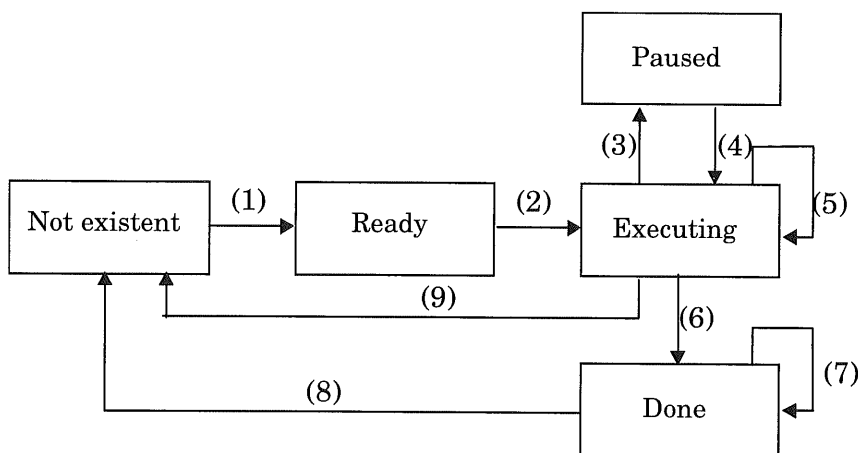 Paused
(3)
(4)
Not existent
(1)
Ready
(2)
Executing
(5)
(9)
(6)
(8)
Done
(7)